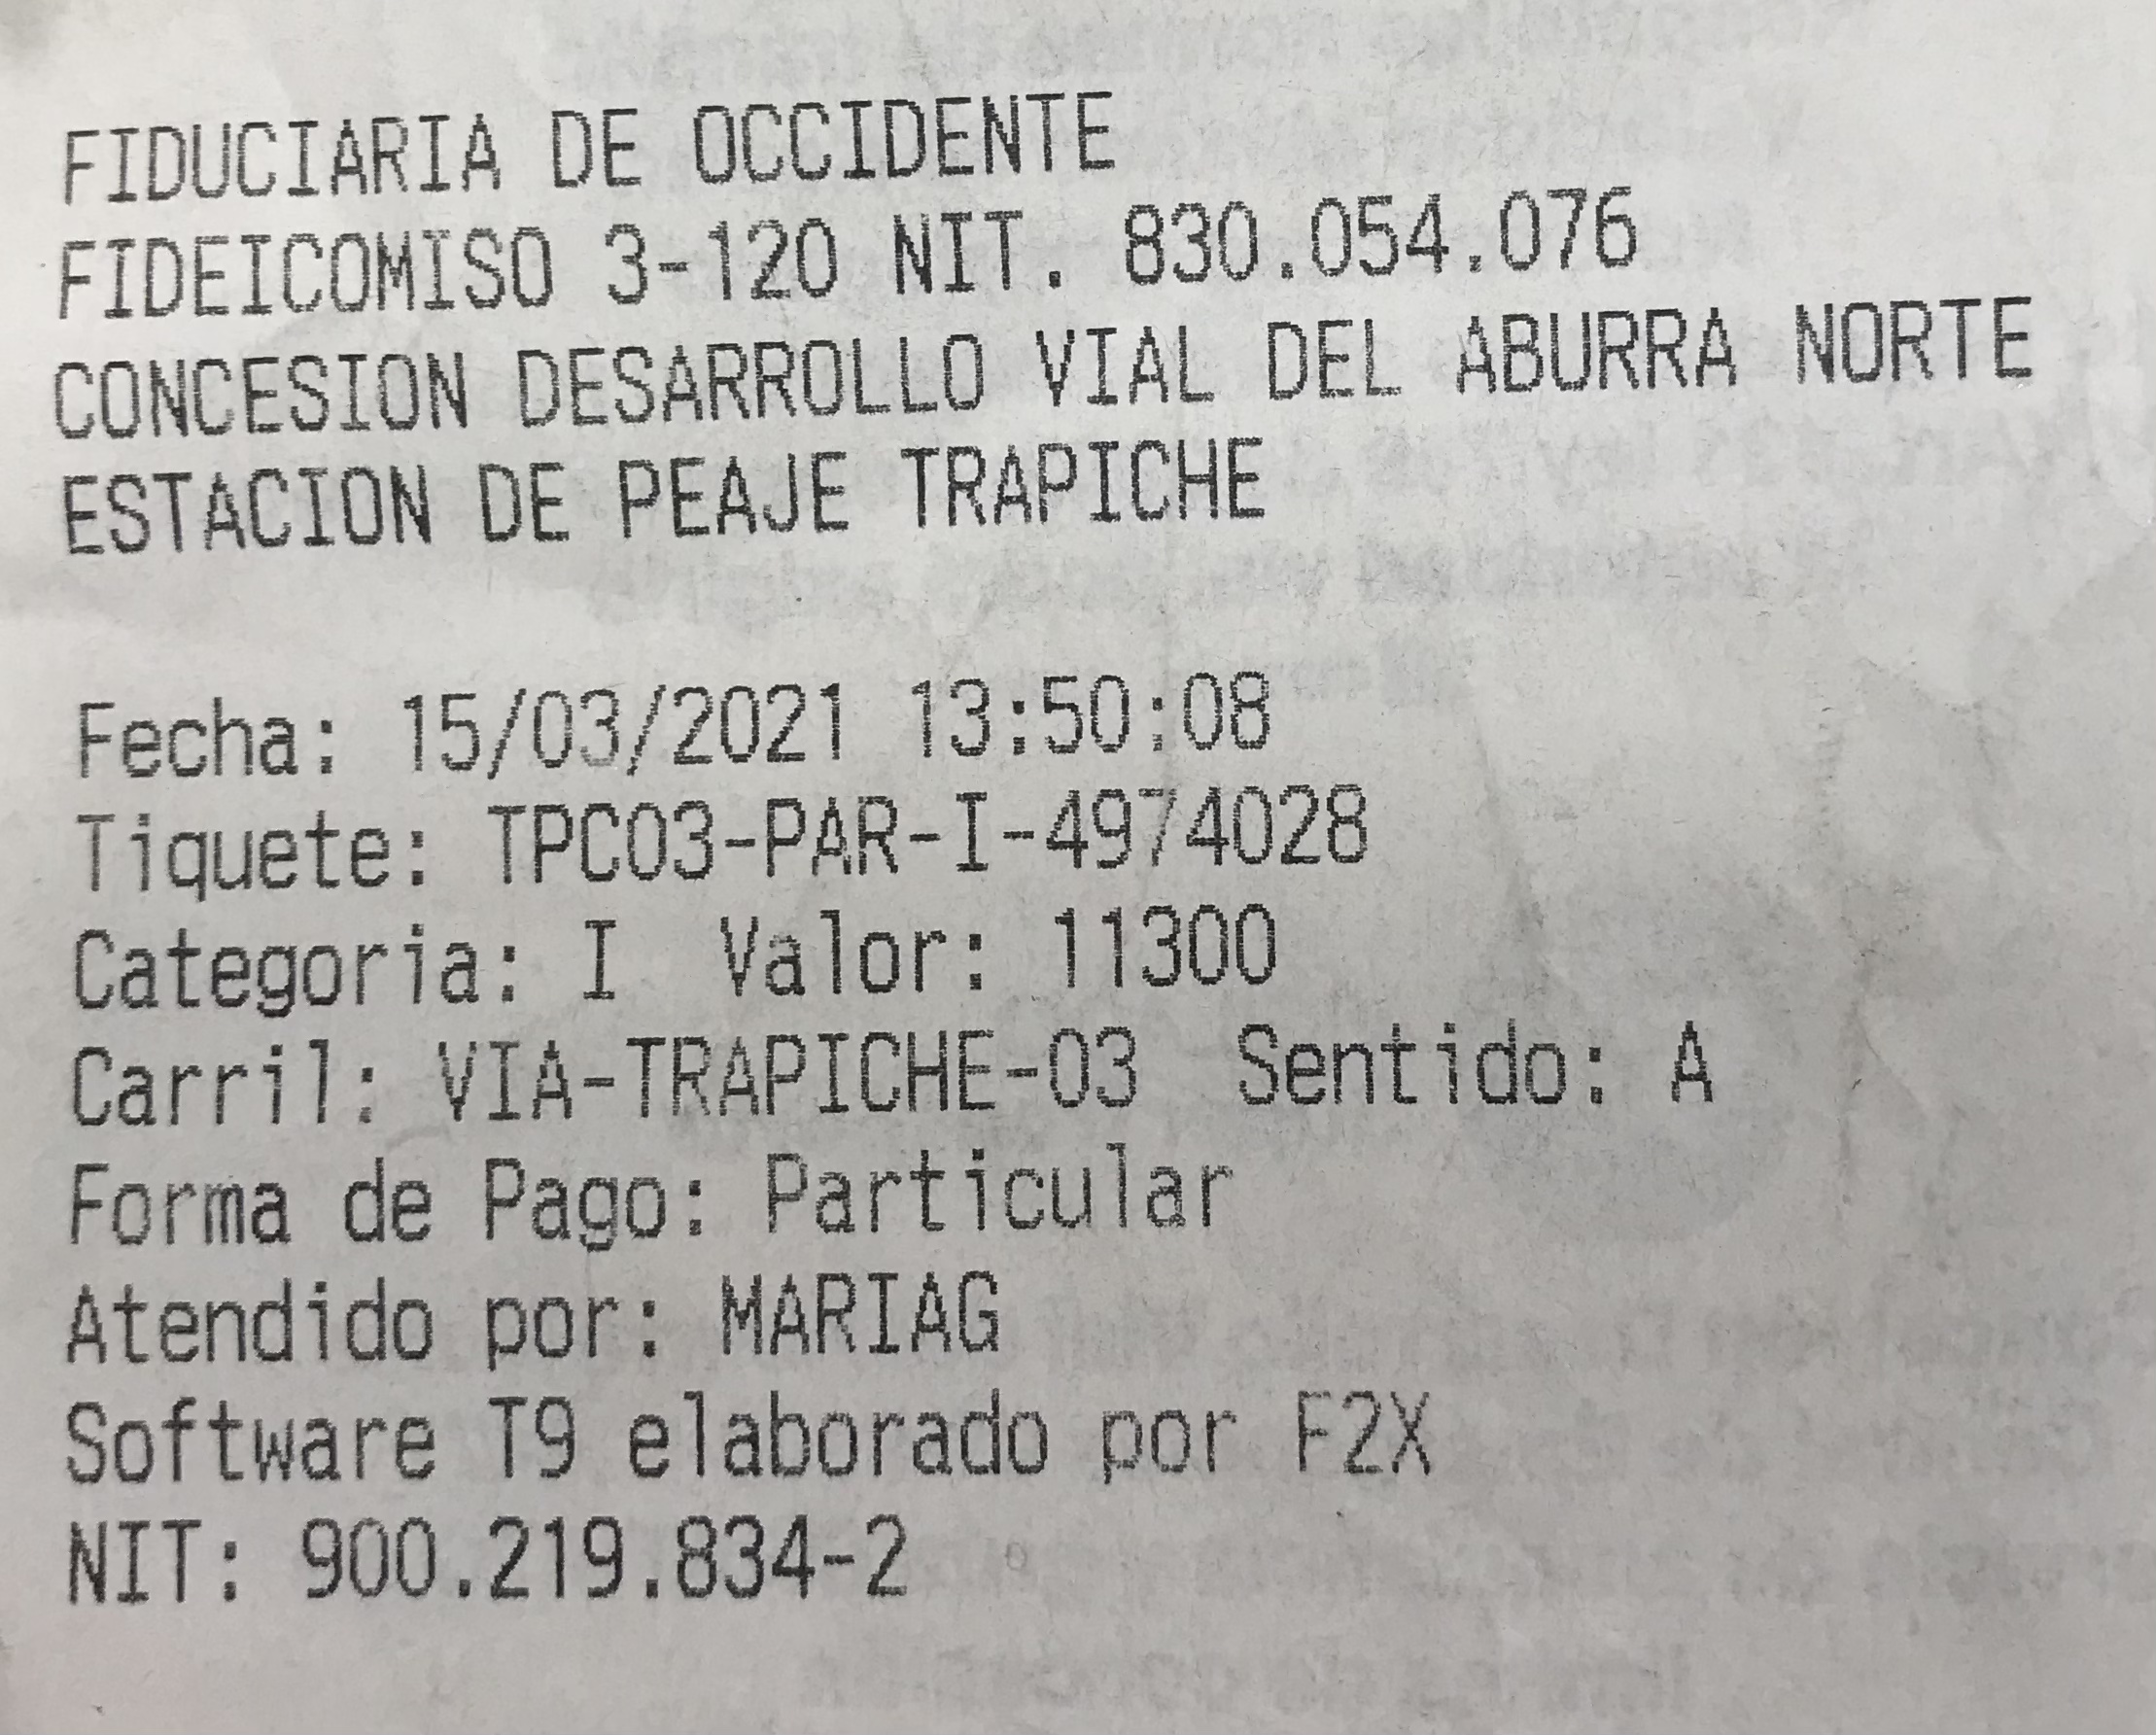 FIDUCIARIA DE OCCIDENTE
FIDEICOMISO 3-120 NIT. 830.054.076
CONCESION DESARROLLO VIAL DEL ABURRA NORTE
ESTACION DE PEAJE TRAPICHE
Fecha: 15/03/2021 13:50:08
Tiquete: TPC03-PAR-I-4974028
Categoria: I Valor: 11300
Carril: VIA-TRAPICHE-03 Sentido: A
Forma de Pago: Particular
Atendido por: MARIAG
Software T9 elaborado por F2X
NIT: 900.219.834-2